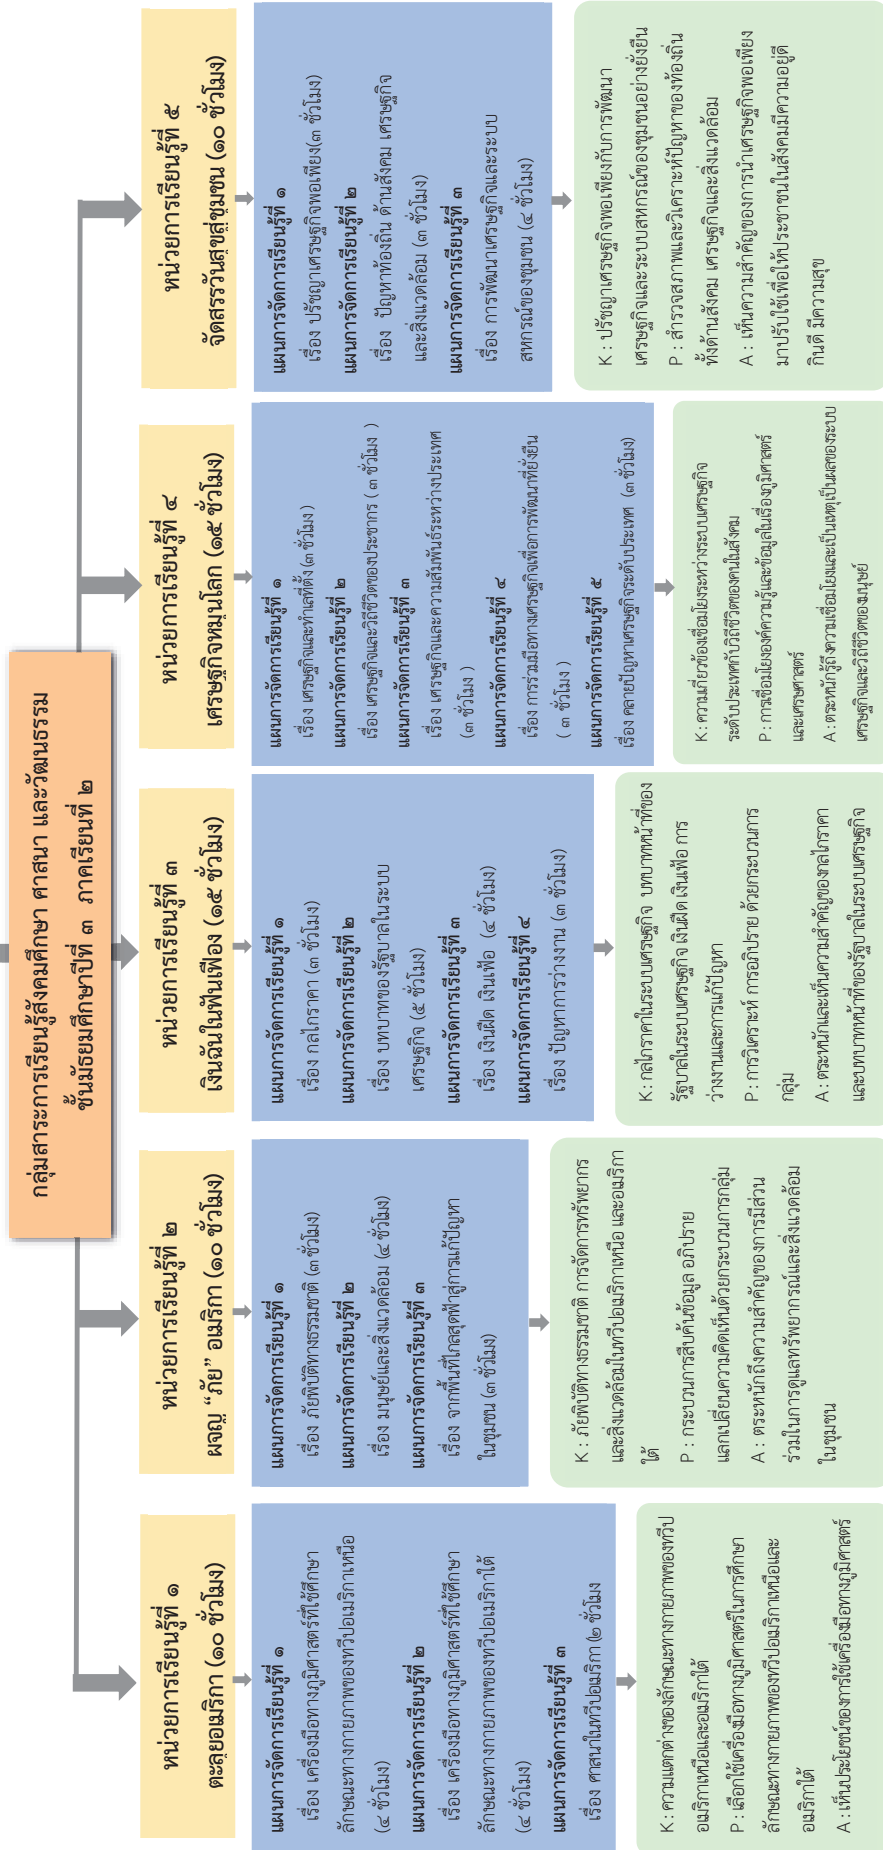 กลุ่มสาระการเรียนรู้สังคมศึกษา ศาสนา และวัฒนธรรม
ชั้นมัธยมศึกษาปีที่ ๓ ภาคเรียนที่ ๒
หน่วยการเรียนรู้ที่ ๑
ตะลุยอเมริกา (๑๐ ชั่วโมง)
แผนการจัดการเรียนรู้ที่ ๑
เรื่อง เครื่องมือทางภูมิศาสตร์ที่ใช้ศึกษา
ลักษณะทางกายภาพของทวีปอเมริกาเหนือ
(๔ ชั่วโมง)
แผนการจัดการเรียนรู้ที่ ๒
เรื่อง เครื่องมือทางภูมิศาสตร์ที่ใช้ศึกษา
ลักษณะทางกายภาพของทวีปอเมริกาใต้
(๔ ชั่วโมง)
แผนการจัดการเรียนรู้ที่ ๓
เรื่อง ศาสนาในทวีปอเมริกา (๒ ชั่วโมง
K : ความแตกต่างของลักษณะทางกายภาพของทวีป
อเมริกาเหนือและอเมริกาใต้
P : เลือกใช้เครื่องมือทางภูมิศาสตร์ในการศึกษา
ลักษณะทางกายภาพของทวีปอเมริกาเหนือและ
อเมริกาใต้
A : เห็นประโยชน์ของการใช้เครื่องมือทางภูมิศาสตร์
หน่วยการเรียนรู้ที่ ๒
ผจญ “ภัย” อเมริกา (๑๐ ชั่วโมง)
แผนการจัดการเรียนรู้ที่ ๑
เรื่อง ภัยพิบัติทางธรรมชาติ (๓ ชั่วโมง)
แผนการจัดการเรียนรู้ที่ ๒
เรื่อง มนุษย์และสิ่งแวดล้อม (๔ ชั่วโมง)
แผนการจัดการเรียนรู้ที่ ๓
เรื่อง จากพื้นที่ไกลสุดฟ้าสู่การแก้ปัญหา
ในชุมชน (๓ ชั่วโมง)
K : ภัยพิบัติทางธรรมชาติ การจัดการทรัพยากร
และสิ่งแวดล้อมในทวีปอเมริกาเหนือ และอเมริกา
ใต้
P : กระบวนการสืบค้นข้อมูล อภิปราย
แลกเปลี่ยนความคิดเห็นด้วยกระบวนการกลุ่ม
A : ตระหนักถึงความสำคัญของการมีส่วน
ร่วมในการดูแลทรัพยากรณ์และสิ่งแวดล้อม
ในชุมชน
หน่วยการเรียนรู้ที่ ๓
เงินฉันในฟันเฟือง (๑๕ ชั่วโมง)
แผนการจัดการเรียนรู้ที่ ๑
เรื่อง กลไกราคา (๓ ชั่วโมง)
แผนการจัดการเรียนรู้ที่ ๒
เรื่อง บทบาทของรัฐบาลในระบบ
เศรษฐกิจ (๕ ชั่วโมง)
แผนการจัดการเรียนรู้ที่ ๓
เรื่อง เงินฝืด เงินเฟ้อ (๔ ชั่วโมง)
แผนการจัดการเรียนรู้ที่ ๔
เรื่อง ปัญหาการว่างงาน (๓ ชั่วโมง)
K : กลไกราคาในระบบเศรษฐกิจ บทบาทหน้าที่ของ
รัฐบาลในระบบเศรษฐกิจ เงินฝืด เงินเฟ้อ การ
ว่างงานและการแก้ปัญหา
P : การวิเคราะห์ การอภิปราย ด้วยกระบวนการ
กลุ่ม
A : ตระหนักและเห็นความสำคัญของกลไกราคา
และบทบาทหน้าที่ของรัฐบาลในระบบเศรษฐกิจ
หน่วยการเรียนรู้ที่ ๔
เศรษฐกิจหมุนโลก (๑๕ ชั่วโมง)
แผนการจัดการเรียนรู้ที่ ๑
เรื่อง เศรษฐกิจและทำเลที่ตั้ง (๓ ชั่วโมง )
แผนการจัดการเรียนรู้ที่ ๒
เรื่อง เศรษฐกิจและวิถีชีวิตของประชากร ( ๓ ชั่วโมง )
แผนการจัดการเรียนรู้ที่ ๓
เรื่อง เศรษฐกิจและความสัมพันธ์ระหว่างประเทศ
(๓ ชั่วโมง )
แผนการจัดการเรียนรู้ที่ ๔
เรื่อง การร่วมมือทางเศรษฐกิจเพื่อการพัฒนาที่ยั่งยืน
( ๓ ชั่วโมง )
แผนการจัดการเรียนรู้ที่ ๕
เรื่อง คลายปัญหาเศรษฐกิจระดับประเทศ (๓ ชั่วโมง)
K : ความเกี่ยวข้องเชื่อมโยงระหว่างระบบเศรษฐกิจ
ระดับประเทศกับวิถีชีวิตของคนในสังคม
P : การเชื่อมโยงองค์ความรู้และข้อมูลในเรื่องภูมิศาสตร์
และเศรษศาสตร์
A : ตระหนักรู้ถึงความเชื่อมโยงและเป็นเหตุเป็นผลของระบบ
เศรษฐกิจและวิถีชีวิตของมนุษย์
หน่วยการเรียนรู้ที่ ๕
จัดสรรวันสุขสู่ชุมชน (๑๐ ชั่วโมง)
แผนการจัดการเรียนรู้ที่ ๑
เรื่อง ปรัชญาเศรษฐกิจพอเพียง(๓ ชั่วโมง)
แผนการจัดการเรียนรู้ที่ ๒
เรื่อง ปัญหาท้องถิ่น ด้านสังคม เศรษฐกิจ
และสิ่งแวดล้อม (๓ ชั่วโมง)
แผนการจัดการเรียนรู้ที่ ๓
เรื่อง การพัฒนาเศรษฐกิจและระบบ
สหกรณ์ของชุมชน (๔ ชั่วโมง)
K : ปรัชญาเศรษฐกิจพอเพียงกับการพัฒนา
เศรษฐกิจและระบบสหกรณ์ของชุมชนอย่างยั่งยืน
P : สำรวจสภาพและวิเคราะห์ปัญหาของท้องถิ่น
ทั้งด้านสังคม เศรษฐกิจและสิ่งแวดล้อม
A : เห็นความสำคัญของการนำเศรษฐกิจพอเพียง
มาปรับใช้เพื่อให้ประชาชนในสังคมมีความอยู่ดี
กินดี มีความสุข